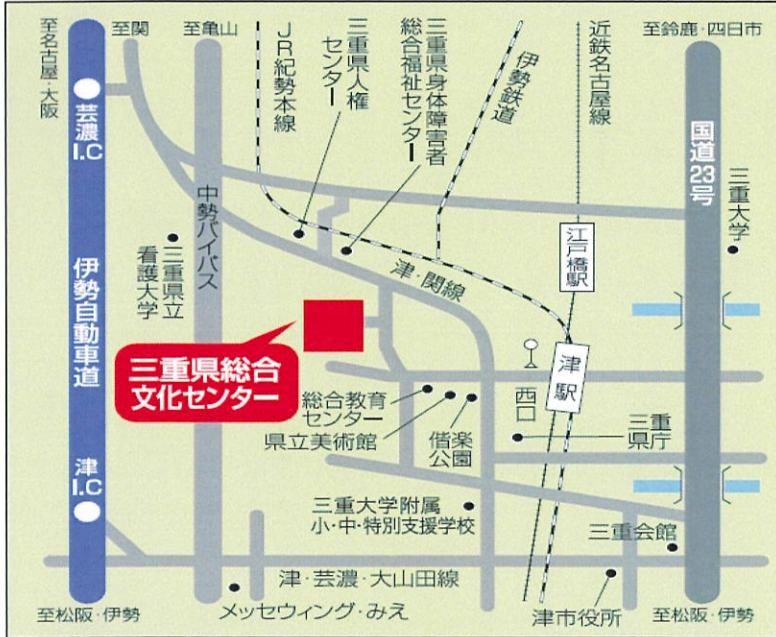 至名古屋・大阪
至関
至亀山
JR紀勢本線
三重県人権
センター
三重県身体障害者
総合福祉センター
伊勢鉄道
近鉄名古屋線
至鈴鹿・四日市
芸濃
I.C
国道23号
三重大学
中勢バイパス
三重県立
看護大学
江戸橋駅
津・関線
伊勢自動車道
三重県総合
文化センター
津駅
西口
総合教育
センター
県立美術館
偕楽
公園
三重
県庁
津
I.C
三重大学附属
小・中・特別支援学校
三重会館
津・芸濃・大山田線
至松阪・伊勢
メッセウィング・みえ
津市役所
至松阪・伊勢